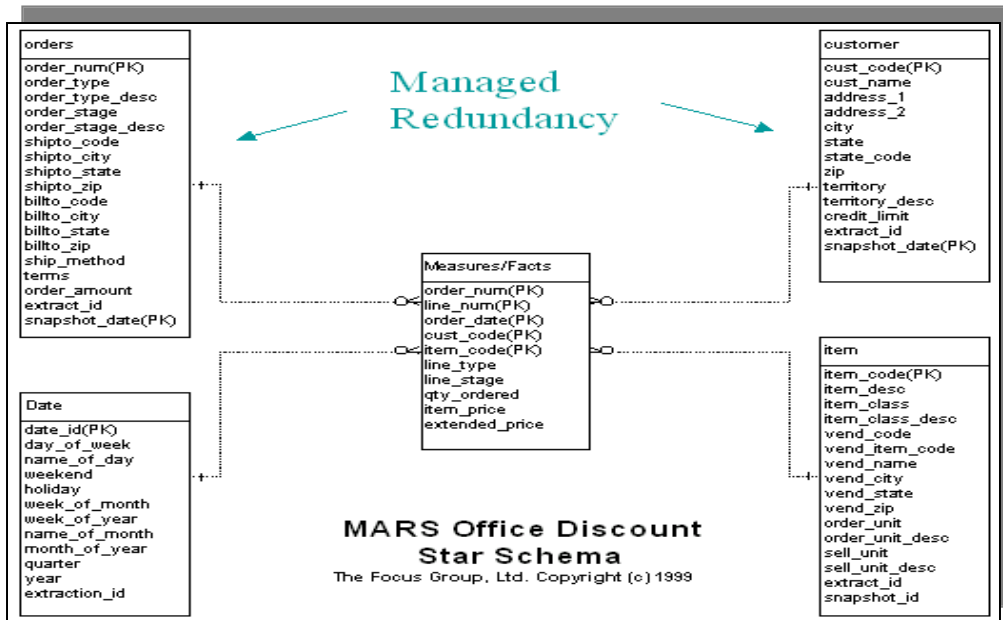 orders
order_num(PK)
order_type
order_type_desc
order_stage
order_stage_desc
shipto_code
shipto_city
shipto_state
shipto_zip
billto_code
billto_city
billto_state
billto_zip
ship_method
terms
order_amount
extract_id
snapshot_date(PK)
Managed
Redundancy
customer
cust_code(PK)
cust_name
address_1
address_2
city
state
state_code
zip
territory
territory_desc
credit_limit
extract_id
snapshot_date(PK)
Measures/Facts
order_num(PK)
line_num(PK)
order_date(PK)
cust_code(PK)
item_code(PK)
line_type
line_stage
qty_ordered
item_price
extended_price
Date
date_id(PK)
day_of_week
name_of_day
weekend
holiday
week_of_month
week_of_year
name_of_month
month_of_year
quarter
year
extraction_id
item
item_code(PK)
item_desc
item_class
item_class_desc
vend_code
vend_item_code
vend_name
vend_city
vend_state
vend_zip
order_unit
order_unit_desc
sell_unit
sell_unit_desc
extract_id
snapshot_id
MARS Office Discount
Star Schema
The Focus Group, Ltd. Copyright (c) 1999